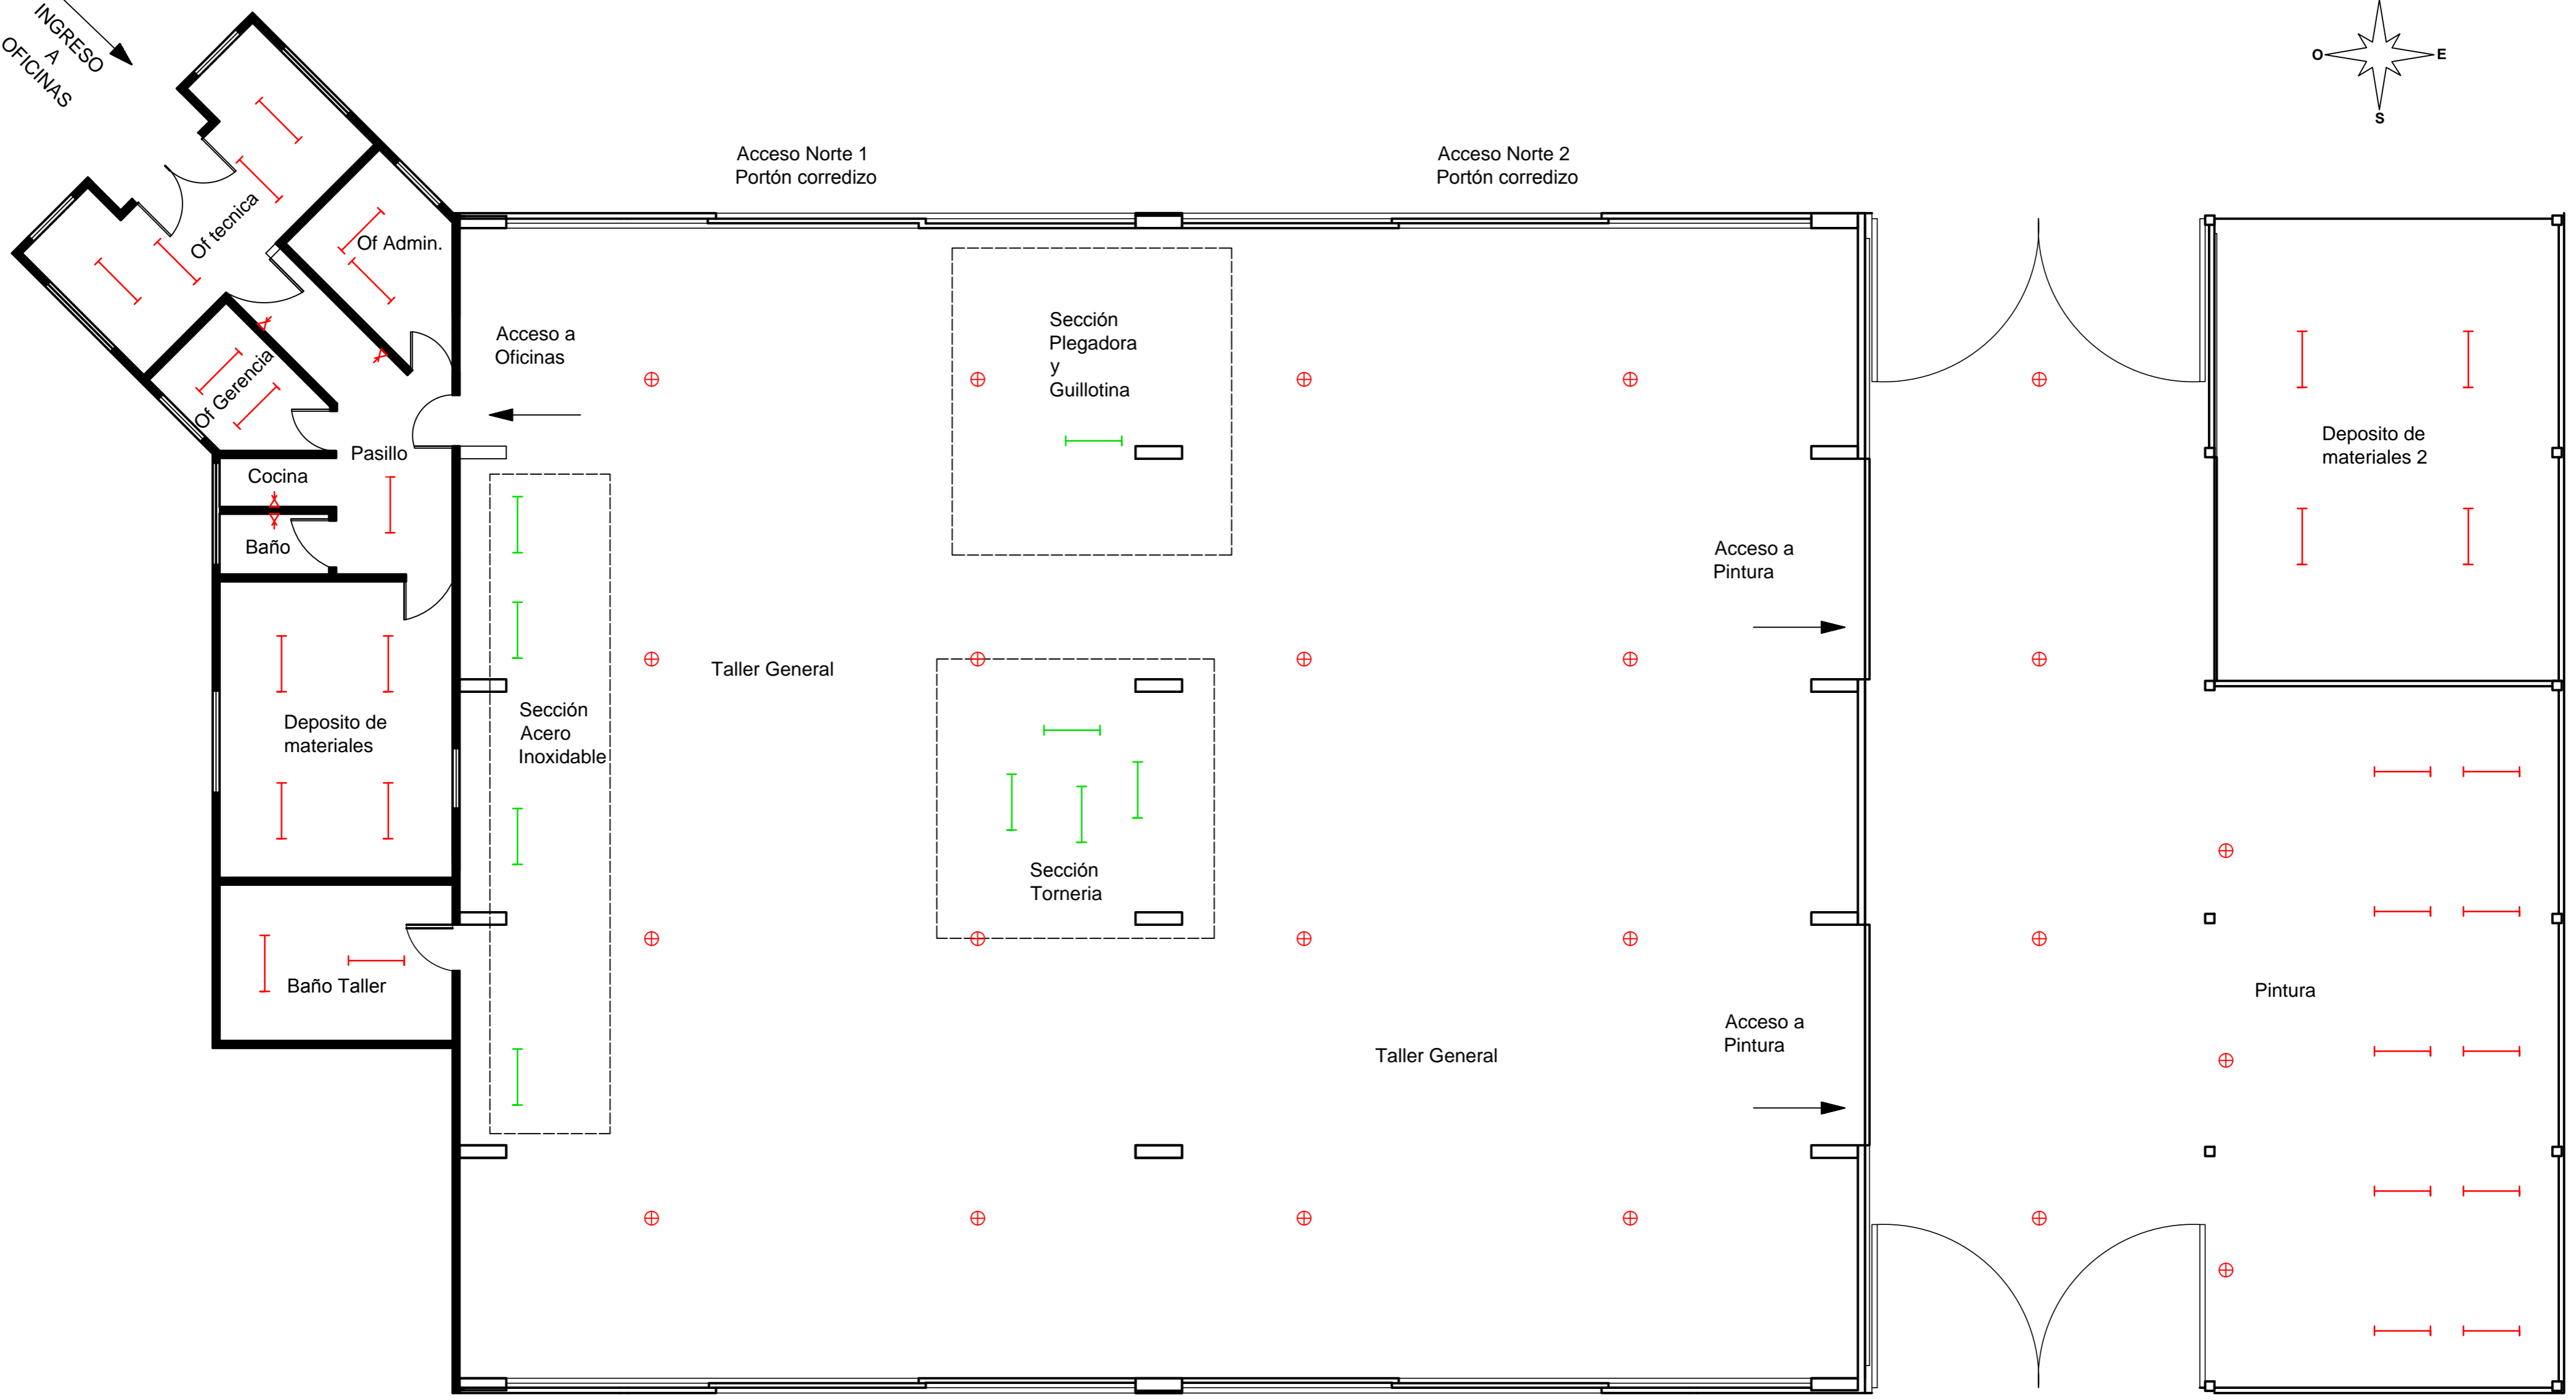 INGRESO
A
OFICINAS
O
E
S
Acceso Norte 1
Portón corredizo
Acceso Norte 2
Portón corredizo
Of tecnica
Of Admin.
Of Gerencia
Acceso a
Oficinas
Sección
Plegadora
y
Guillotina
Pasillo
Cocina
Baño
Deposito de
materiales 2
Acceso a
Pintura
Taller General
Sección
Acero
Inoxidable
Deposito de
materiales
Sección
Torneria
Baño Taller
Pintura
Acceso a
Pintura
Taller General